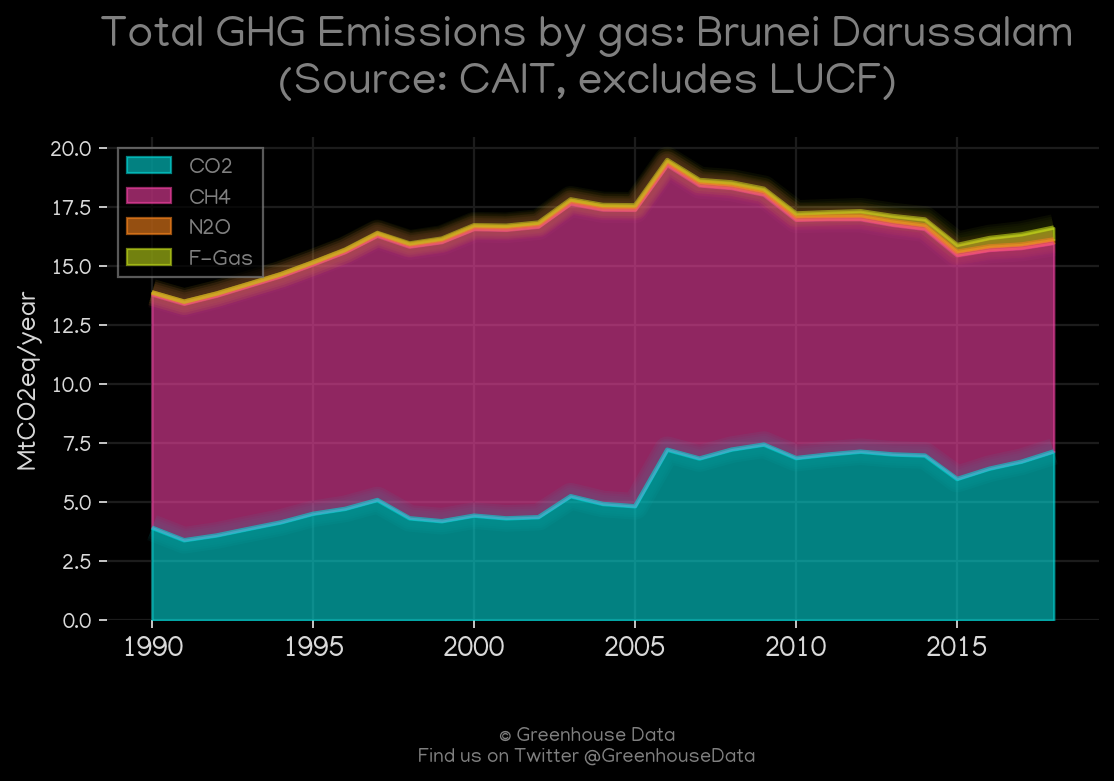 Total GHG Emissions by gas: Brunei Darussalam
(Source: CAIT, excludes LUCF)
20.0
17.5
15.0
12.5
10.0
7.5
5.0
2.5
0.0
MtCO2eq/year
CO2
CH4
N2O
F-Gas
1990
1995
2000
2005
2010
2015
© Greenhouse Data
Find us on Twitter @GreenhouseData